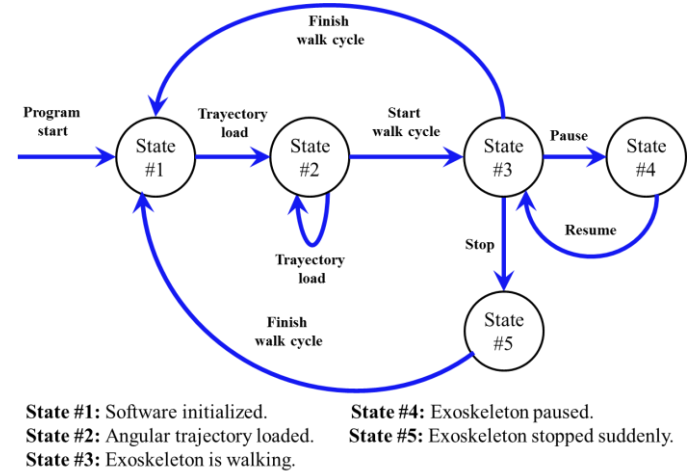 Finish
walk cycle
Program
start
Trayectory
load
Start
walk cycle
State
#1
State
#2
State
#3
Pause
State
#4
Trayectory
load
Stop
Resume
Finish
walk cycle
State
#5
State #1: Software initialized.
State #4: Exoskeleton paused.
State #2: Angular trajectory loaded.
State #5: Exoskeleton stopped suddenly.
State #3: Exoskeleton is walking.